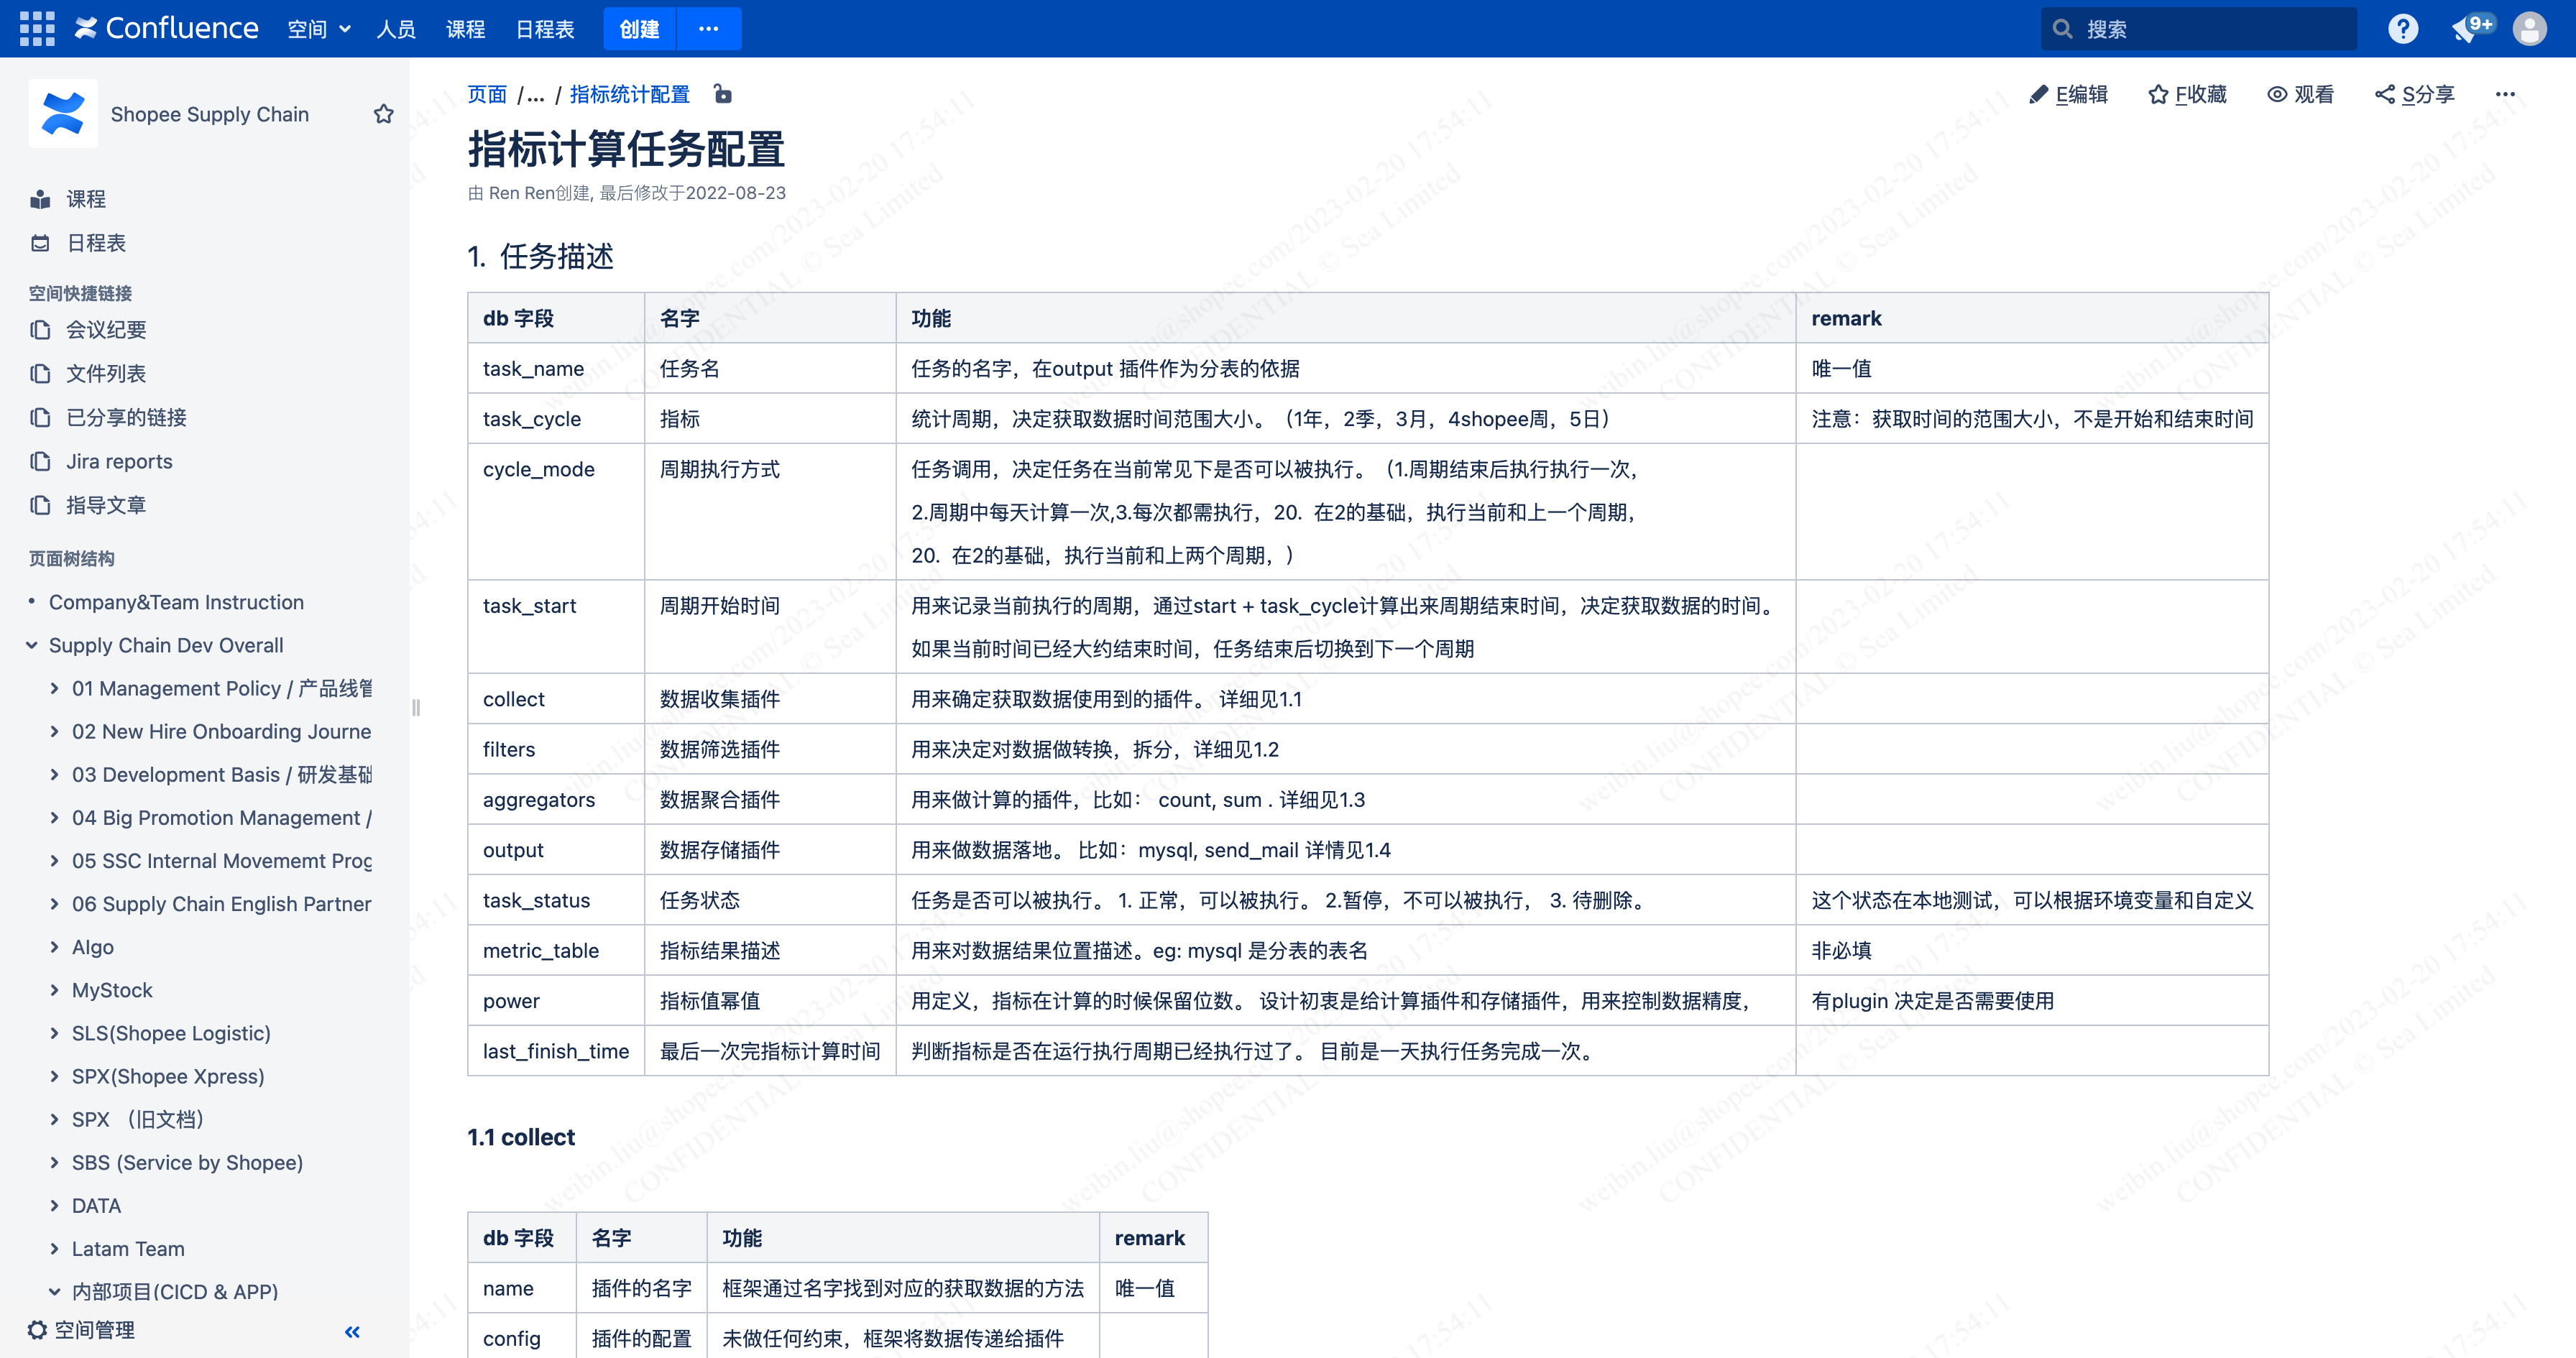 Confluence 空间 人员 课程 日程表 创建 ··· 搜索 ? 9+
Shopee Supply Chain
课程
日程表
空间快捷链接
会议纪要
文件列表
已分享的链接
Jira reports
指导文章
页面树结构
• Company&Team Instruction
Supply Chain Dev Overall
01 Management Policy / 产品线管
02 New Hire Onboarding Journe
03 Development Basis / 研发基础
04 Big Promotion Management /
05 SSC Internal Movememt Prog
06 Supply Chain English Partner
Algo
MyStock
SLS(Shopee Logistic)
SPX(Shopee Xpress)
SPX （旧文档）
SBS (Service by Shopee)
DATA
Latam Team
内部项目(CICD & APP)
空间管理 «
页面 /... / 指标统计配置
E编辑 F收藏 观看 S分享 ···
指标计算任务配置
由 Ren Ren创建, 最后修改于2022-08-23
1. 任务描述
db 字段 名字 功能 remark
task_name 任务名 任务的名字，在output 插件作为分表的依据 唯一值
task_cycle 指标 统计周期，决定获取数据时间范围大小。（1年，2季，3月，4shopee周，5日） 注意：获取时间的范围大小，不是开始和结束时间
cycle_mode 周期执行方式 任务调用，决定任务在当前常见下是否可以被执行。（1.周期结束后执行执行一次，
2.周期中每天计算一次,3.每次都需执行，20. 在2的基础，执行当前和上一个周期，
20. 在2的基础，执行当前和上两个周期，）
task_start 周期开始时间 用来记录当前执行的周期，通过start + task_cycle计算出来周期结束时间，决定获取数据的时间。
如果当前时间已经大约结束时间，任务结束后切换到下一个周期
collect 数据收集插件 用来确定获取数据使用到的插件。 详细见1.1
filters 数据筛选插件 用来决定对数据做转换，拆分，详细见1.2
aggregators 数据聚合插件 用来做计算的插件，比如： count, sum . 详细见1.3
output 数据存储插件 用来做数据落地。 比如：mysql, send_mail 详情见1.4
task_status 任务状态 任务是否可以被执行。 1. 正常，可以被执行。 2.暂停，不可以被执行， 3. 待删除。 这个状态在本地测试，可以根据环境变量和自定义
metric_table 指标结果描述 用来对数据结果位置描述。eg: mysql 是分表的表名 非必填
power 指标值幂值 用定义，指标在计算的时候保留位数。 设计初衷是给计算插件和存储插件，用来控制数据精度， 有plugin 决定是否需要使用
last_finish_time 最后一次完指标计算时间 判断指标是否在运行执行周期已经执行过了。 目前是一天执行任务完成一次。
1.1 collect
db 字段 名字 功能 remark
name 插件的名字 框架通过名字找到对应的获取数据的方法 唯一值
config 插件的配置 未做任何约束，框架将数据传递给插件
weibin.liu@shopee.com/2023-02-20 17:54:11
CONFIDENTIAL © Sea Limited